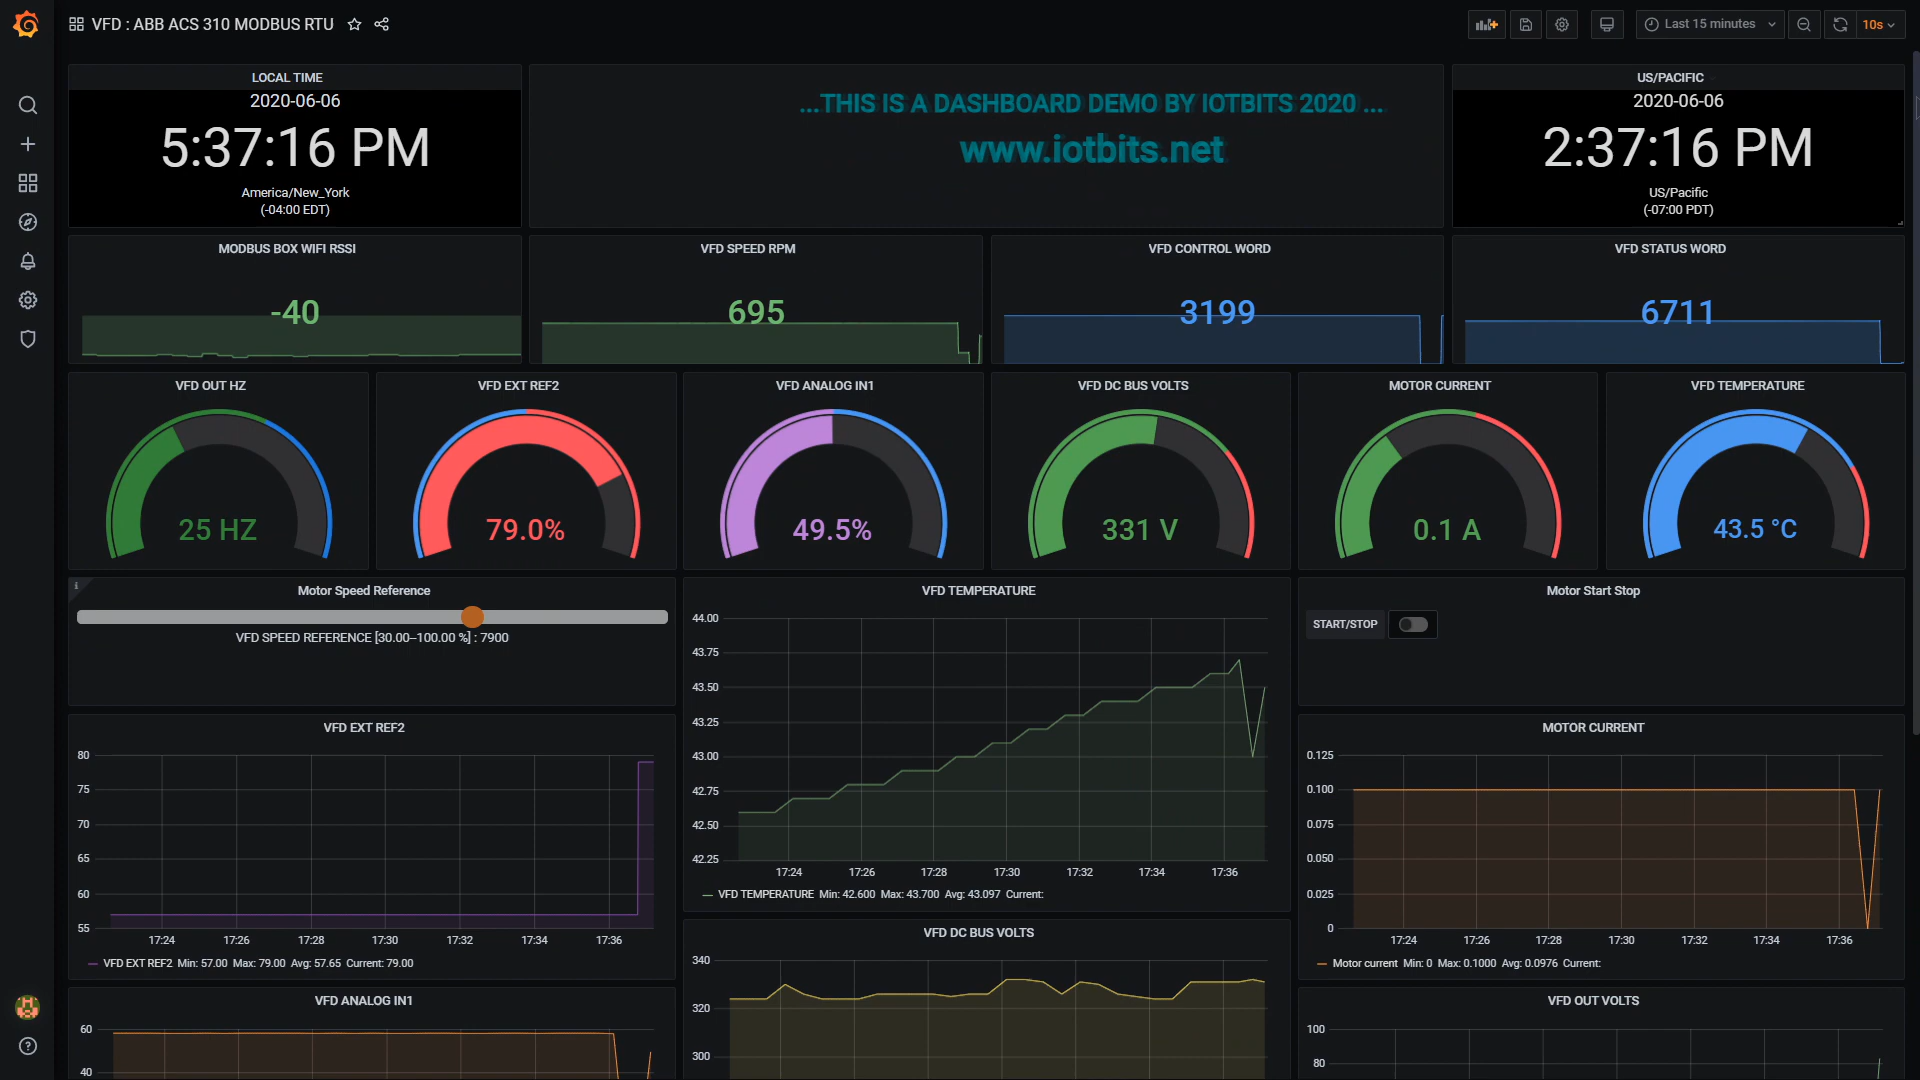 VFD : ABB ACS 310 MODBUS RTU
Last 15 minutes
10s
LOCAL TIME
2020-06-06
5:37:16 PM
America/New_York
(-04:00 EDT)
...THIS IS A DASHBOARD DEMO BY IOTBITS 2020 ...
www.iotbits.net
US/PACIFIC
2020-06-06
2:37:16 PM
US/Pacific
(-07:00 PDT)
MODBUS BOX WIFI RSSI
-40
VFD SPEED RPM
695
VFD CONTROL WORD
3199
VFD STATUS WORD
6711
VFD OUT HZ
25 HZ
VFD EXT REF2
79.0%
VFD ANALOG IN1
49.5%
VFD DC BUS VOLTS
331 V
MOTOR CURRENT
0.1 A
VFD TEMPERATURE
43.5 °C
i
Motor Speed Reference
VFD SPEED REFERENCE [30.00--100.00 %] : 7900
VFD TEMPERATURE
44.00
43.75
43.50
43.25
43.00
42.75
42.50
42.25
17:24 17:26 17:28 17:30 17:32 17:34 17:36
VFD TEMPERATURE Min: 42.600 Max: 43.700 Avg: 43.097 Current:
Motor Start Stop
START/STOP
VFD EXT REF2
80
75
70
65
60
55
17:24 17:26 17:28 17:30 17:32 17:34 17:36
VFD EXT REF2 Min: 57.00 Max: 79.00 Avg: 57.65 Current: 79.00
MOTOR CURRENT
0.125
0.100
0.075
0.050
0.025
0
17:24 17:26 17:28 17:30 17:32 17:34 17:36
Motor current Min: 0 Max: 0.1000 Avg: 0.0976 Current:
VFD DC BUS VOLTS
340
320
300
VFD ANALOG IN1
60
40
VFD OUT VOLTS
100
80